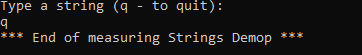 Type a string (q - to quit):
q
*** End of measuring Strings Demop ***